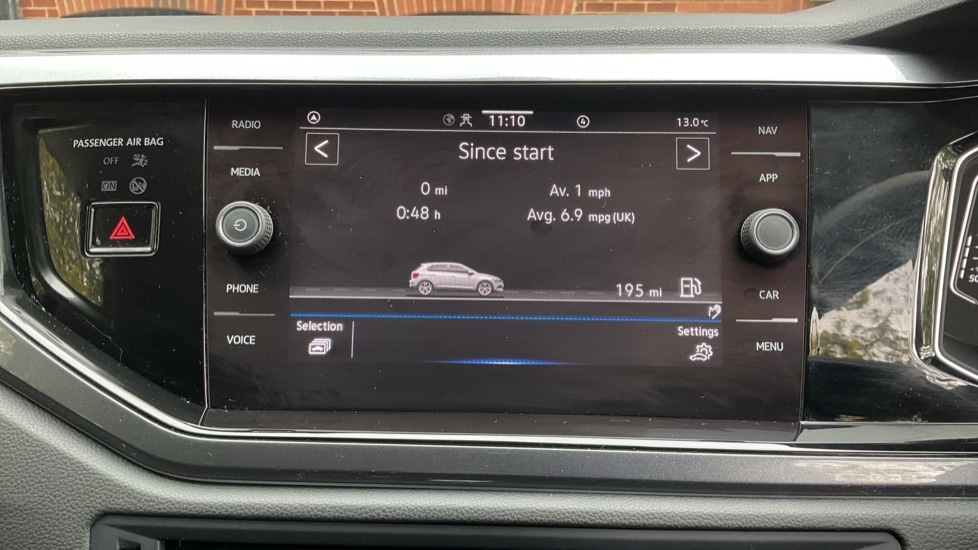 11:10
4
13.0°C
RADIO
NAV
PASSENGER AIR BAG
OFF
ON
< Since start >
MEDIA
APP
0 mi Av. 1 mph
0:48 h Avg. 6.9 mpg (UK)
195 mi
PHONE
CAR
Selection
Settings
VOICE
MENU